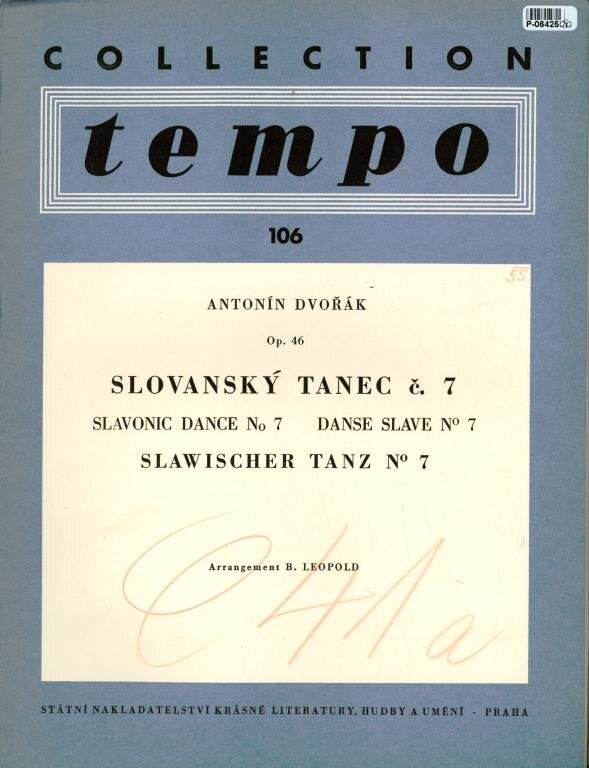 P-06425
COLLECTION
tempo
106
55
ANTONÍN DVOŘÁK
Op. 46
SLOVANSKÝ TANEC č. 7
SLAVONIC DANCE No 7 DANSE SLAVE Nº 7
SLAWISCHER TANZ Nº 7
Arrangement B. LEOPOLD
C 41a
STÁTNÍ NAKLADATELSTVÍ KRÁSNÉ LITERATURY, HUDBY A UMĚNÍ · PRAHA